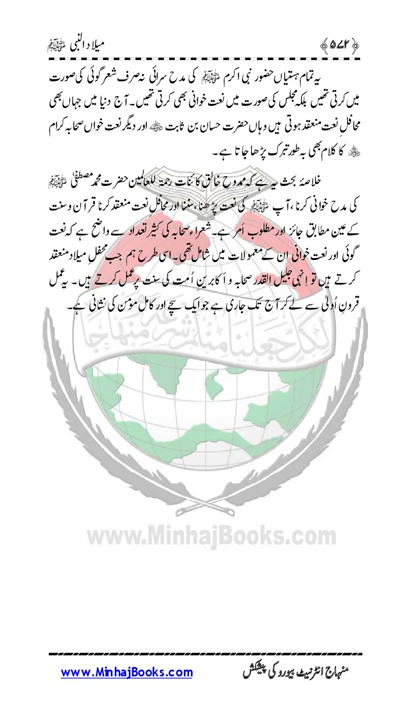 ﴿۵۷۲﴾ میلاد النبی ﷺ
یہ تمام ہستیاں حضور نبی اکرم ﷺ کی مدح سرائی نہ صرف شعر گوئی کی صورت
میں کرتی تھیں بلکہ مجلس کی صورت میں نعت خوانی بھی کرتی تھیں۔ آج دنیا میں جہاں بھی
محافلِ نعت منعقد ہوتی ہیں وہاں حضرت حسان بن ثابت ؓ اور دیگر نعت خواں صحابہ کرام
ؓ کا کلام بھی بہ طور تبرک پڑھا جاتا ہے۔
خلاصہ بحث یہ ہے کہ ممدوحِ خالقِ کائنات رحمۃ للعالمین حضرت محمد مصطفیٰ ﷺ
کی مدح خوانی کرنا، آپ ﷺ کی نعت پڑھنا، سننا اور محافلِ نعت منعقد کرنا قرآن و سنت
کے عین مطابق جائز اور مطلوب اَمر ہے۔ شعراء صحابہ کی کثیر تعداد سے واضح ہے کہ نعت
گوئی اور نعت خوانی ان کے معمولات میں شامل تھی۔ اسی طرح ہم جب محفل میلاد منعقد
کرتے ہیں تو اِنہی جلیل القدر صحابہ و اکابرینِ اُمت کی سنت پر عمل کرتے ہیں۔ یہ عمل
قرونِ اُولیٰ سے لے کر آج تک جاری ہے جو ایک سچے اور کامل مؤمن کی نشانی ہے۔
لكل جعلنا منكم شرعة ومنهاجا
www.MinhajBooks.com
منہاج انٹرنیٹ بیورو کی پیشکش www.MinhajBooks.com